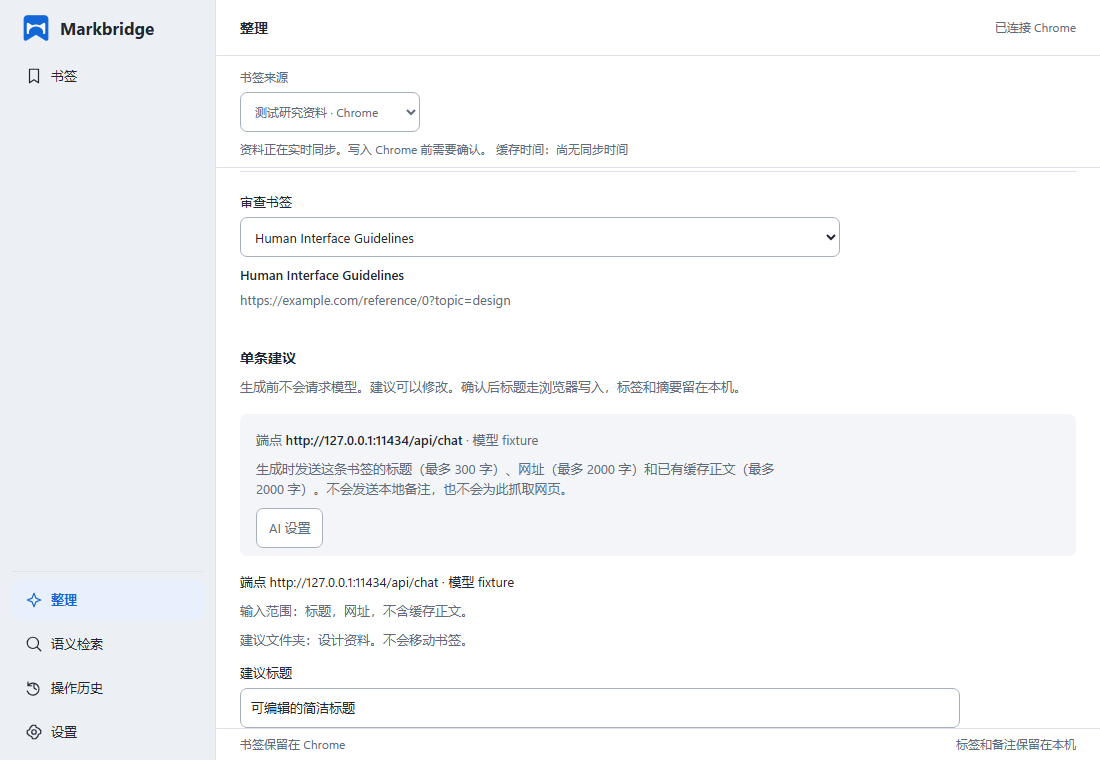 Markbridge
书签
整理
语义检索
操作历史
设置
整理
已连接 Chrome
书签来源
测试研究资料 · Chrome
资料正在实时同步。写入 Chrome 前需要确认。 缓存时间：尚无同步时间
审查书签
Human Interface Guidelines
Human Interface Guidelines
https://example.com/reference/0?topic=design
单条建议
生成前不会请求模型。建议可以修改。确认后标题走浏览器写入，标签和摘要留在本机。
端点 http://127.0.0.1:11434/api/chat · 模型 fixture
生成时发送这条书签的标题（最多 300 字）、网址（最多 2000 字）和已有缓存正文（最多
2000 字）。不会发送本地备注，也不会为此抓取网页。
AI 设置
端点 http://127.0.0.1:11434/api/chat · 模型 fixture
输入范围：标题，网址，不含缓存正文。
建议文件夹：设计资料。不会移动书签。
建议标题
可编辑的简洁标题
书签保留在 Chrome
标签和备注保留在本机